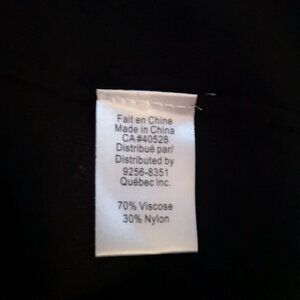 Fait en Chine
Made in China
CA#40528
Distribué par/
Distributed by
9256-8351
Québec Inc.
70% Viscose
30% Nylon